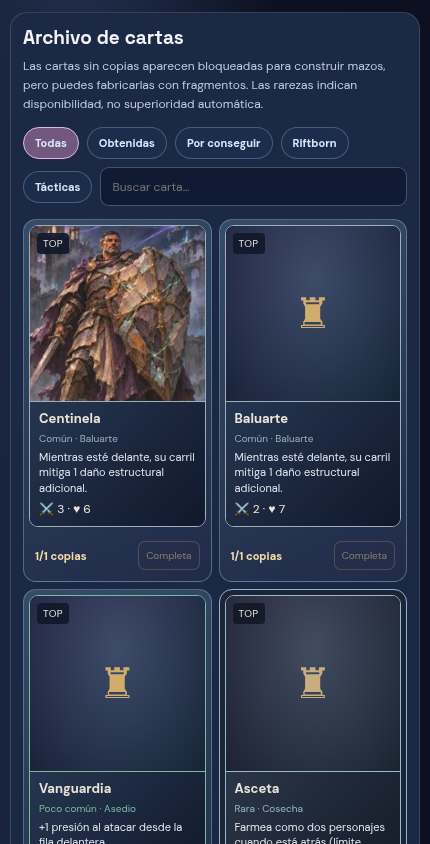 Archivo de cartas
Las cartas sin copias aparecen bloqueadas para construir mazos,
pero puedes fabricarlas con fragmentos. Las rarezas indican
disponibilidad, no superioridad automática.
Todas Obtenidas Por conseguir Riftborn
Tácticas Buscar carta...
TOP
Centinela
Común · Baluarte
Mientras esté delante, su carril
mitiga 1 daño estructural
adicional.
⚔️ 3 · ♥ 6
1/1 copias Completa
TOP
Baluarte
Común · Baluarte
Mientras esté delante, su carril
mitiga 1 daño estructural
adicional.
⚔️ 2 · ♥ 7
1/1 copias Completa
TOP
Vanguardia
Poco común · Asedio
+1 presión al atacar desde la
fila delantera
TOP
Asceta
Rara · Cosecha
Farmea como dos personajes
cuando está atrás (límite